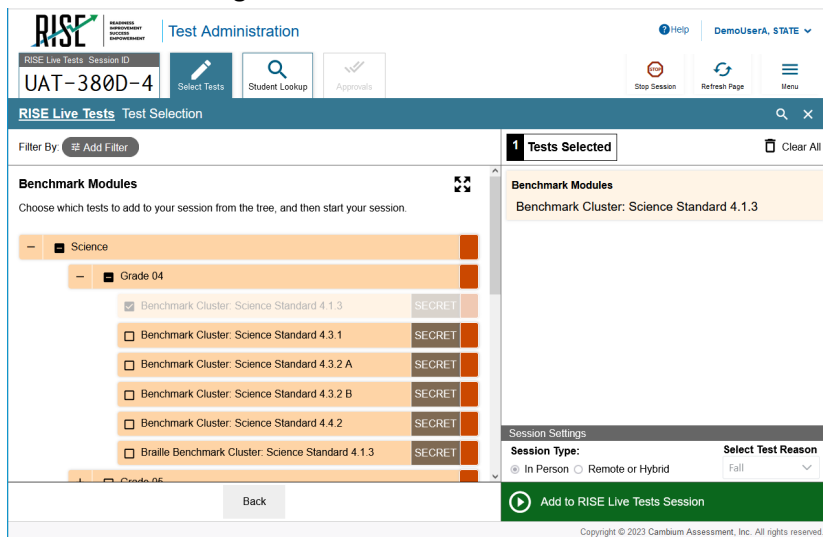 RISE
READINESS
IMPROVEMENT
SUCCESS
EMPOWERMENT
Test Administration
Help
DemoUserA, STATE
RISE Live Tests Session ID
UAT-380D-4
Select Tests
Student Lookup
Approvals
STOP
Stop Session
Refresh Page
Menu
RISE Live Tests Test Selection
Filter By: Add Filter
1 Tests Selected
Clear All
Benchmark Modules
Choose which tests to add to your session from the tree, and then start your session.
Science
Grade 04
Benchmark Cluster: Science Standard 4.1.3 SECRET
Benchmark Cluster: Science Standard 4.3.1 SECRET
Benchmark Cluster: Science Standard 4.3.2 A SECRET
Benchmark Cluster: Science Standard 4.3.2 B SECRET
Benchmark Cluster: Science Standard 4.4.2 SECRET
Braille Benchmark Cluster: Science Standard 4.1.3 SECRET
Grade 05
Back
Benchmark Modules
Benchmark Cluster: Science Standard 4.1.3
Session Settings
Session Type:
In Person Remote or Hybrid
Select Test Reason
Fall
Add to RISE Live Tests Session
Copyright © 2023 Cambium Assessment, Inc. All rights reserved.